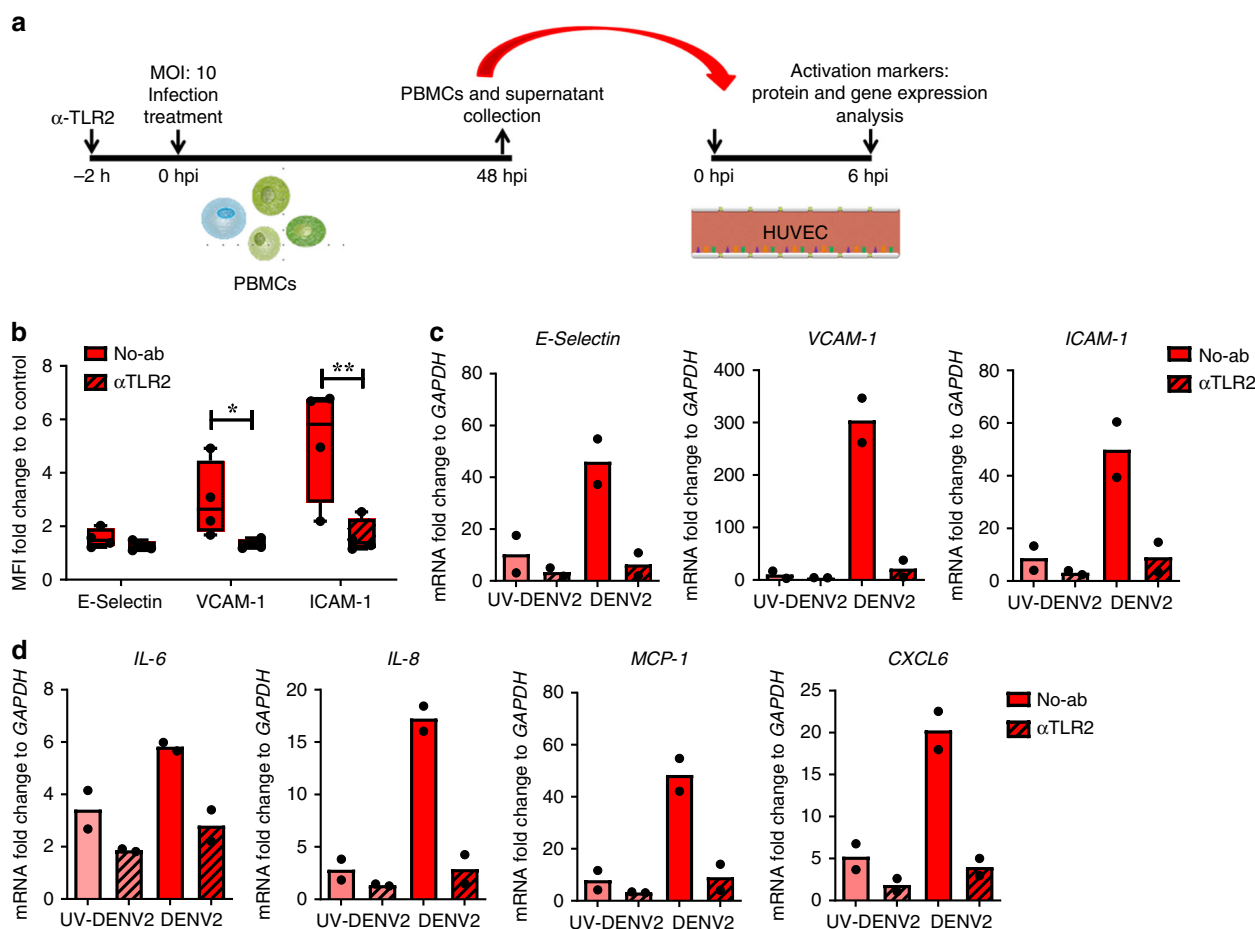 a
MOI: 10
Infection
treatment
α-TLR2
PBMCs and supernatant
collection
Activation markers:
protein and gene expression
analysis
–2 h
0 hpi
48 hpi
0 hpi
6 hpi
PBMCs
HUVEC
b
No-ab
αTLR2
MFI fold change to to control
8
6
4
2
0
*
**
E-Selectin
VCAM-1
ICAM-1
c
E-Selectin
mRNA fold change to GAPDH
80
60
40
20
0
UV-DENV2
DENV2
VCAM-1
mRNA fold change to GAPDH
400
300
200
100
0
UV-DENV2
DENV2
ICAM-1
mRNA fold change to GAPDH
80
60
40
20
0
UV-DENV2
DENV2
No-ab
αTLR2
d
IL-6
mRNA fold change to GAPDH
8
6
4
2
0
UV-DENV2
DENV2
IL-8
mRNA fold change to GAPDH
20
15
10
5
0
UV-DENV2
DENV2
MCP-1
mRNA fold change to GAPDH
80
60
40
20
0
UV-DENV2
DENV2
CXCL6
mRNA fold change to GAPDH
25
20
15
10
5
0
UV-DENV2
DENV2
No-ab
αTLR2